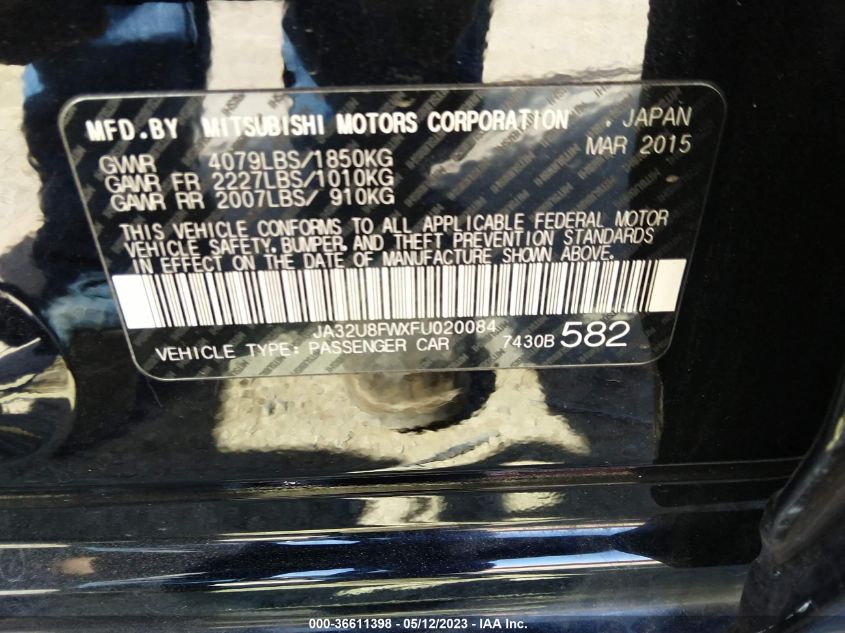 MFD.BY MITSUBISHI MOTORS CORPORATION . JAPAN
MAR 2015
GVWR 4079LBS/1850KG
GAWR FR 2227LBS/1010KG
GAWR RR 2007LBS/ 910KG
THIS VEHICLE CONFORMS TO ALL APPLICABLE FEDERAL MOTOR
VEHICLE SAFETY, BUMPER, AND THEFT PREVENTION STANDARDS
IN EFFECT ON THE DATE OF MANUFACTURE SHOWN ABOVE.
JA32U8FWXFU020084
VEHICLE TYPE: PASSENGER CAR 7430B 582
000-36611398 - 05/12/2023 - IAA Inc.